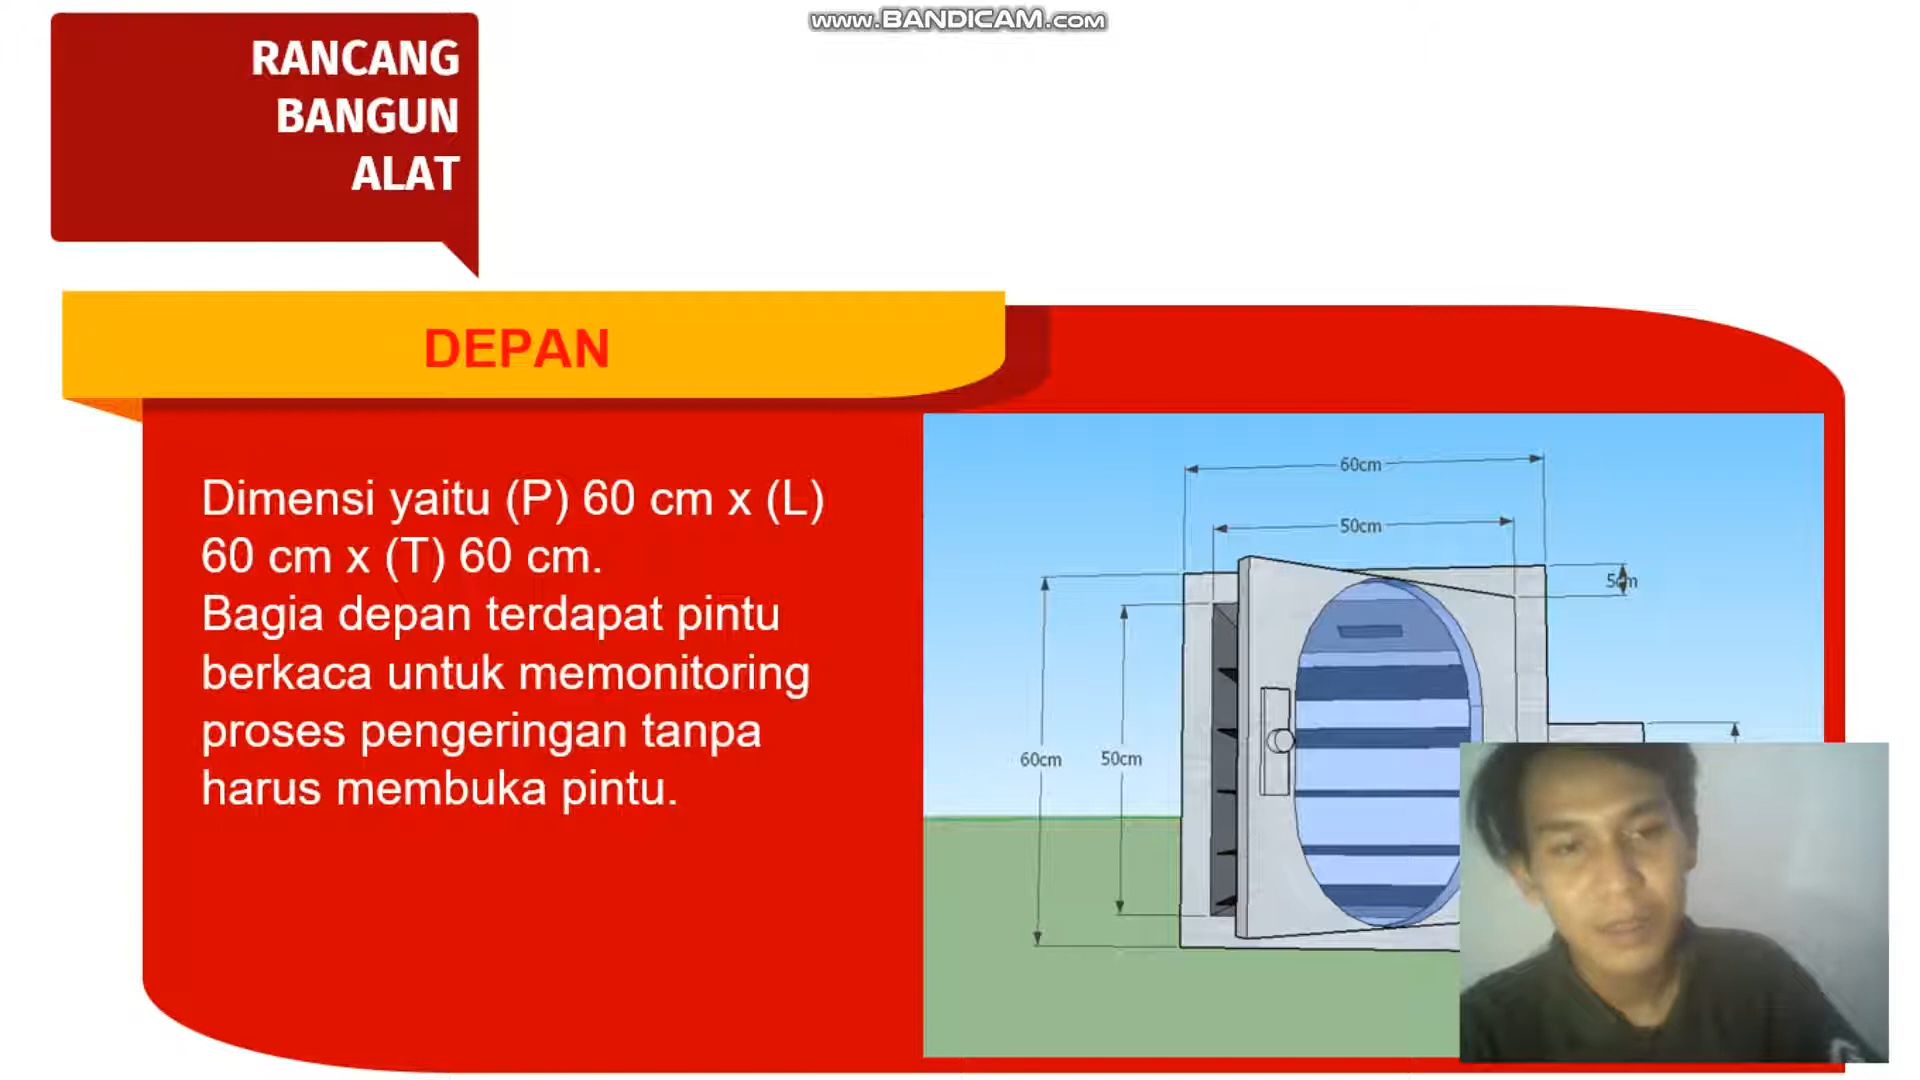 www.BANDICAM.com
RANCANG
BANGUN
ALAT
DEPAN
Dimensi yaitu (P) 60 cm x (L)
60 cm x (T) 60 cm.
Bagia depan terdapat pintu
berkaca untuk memonitoring
proses pengeringan tanpa
harus membuka pintu.
60cm
50cm
5cm
60cm
50cm